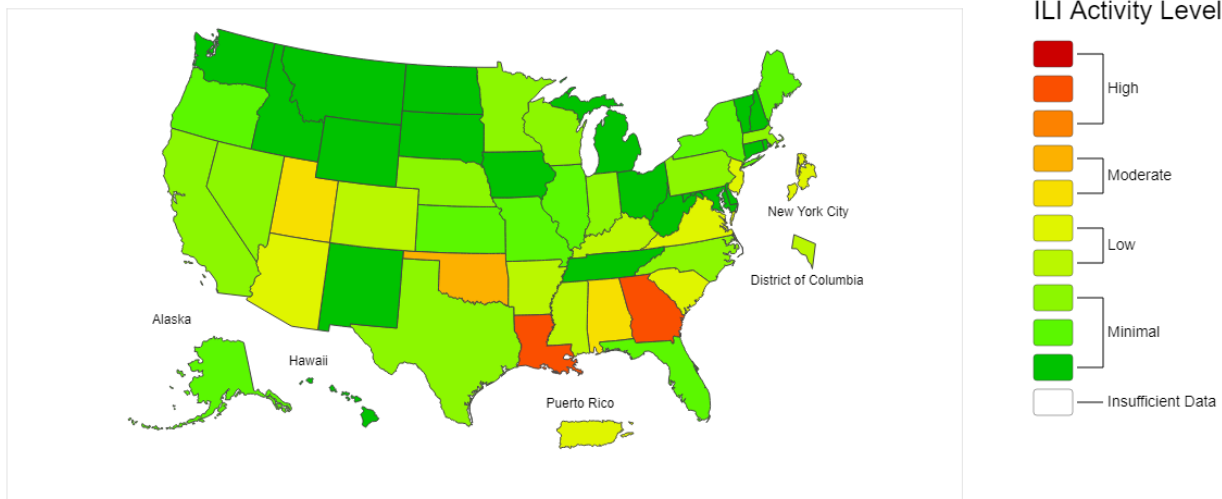 ILI Activity Level
High
Moderate
New York City
Low
District of Columbia
Alaska
Minimal
Hawaii
Puerto Rico
Insufficient Data